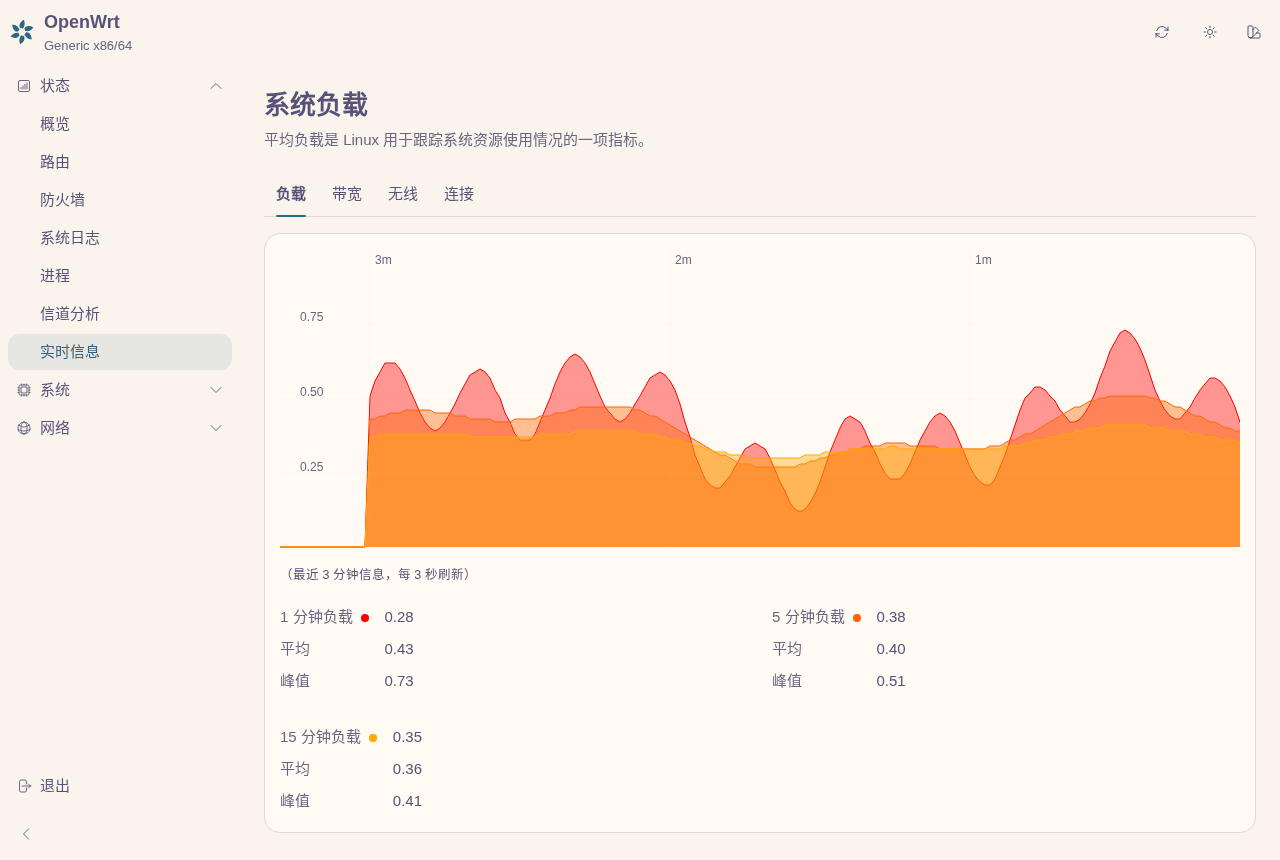 OpenWrt
Generic x86/64
状态
概览
路由
防火墙
系统日志
进程
信道分析
实时信息
系统
网络
退出
系统负载
平均负载是 Linux 用于跟踪系统资源使用情况的一项指标。
负载 带宽 无线 连接
3m 2m 1m
0.75
0.50
0.25
（最近 3 分钟信息，每 3 秒刷新）
1 分钟负载 0.28
平均 0.43
峰值 0.73
5 分钟负载 0.38
平均 0.40
峰值 0.51
15 分钟负载 0.35
平均 0.36
峰值 0.41